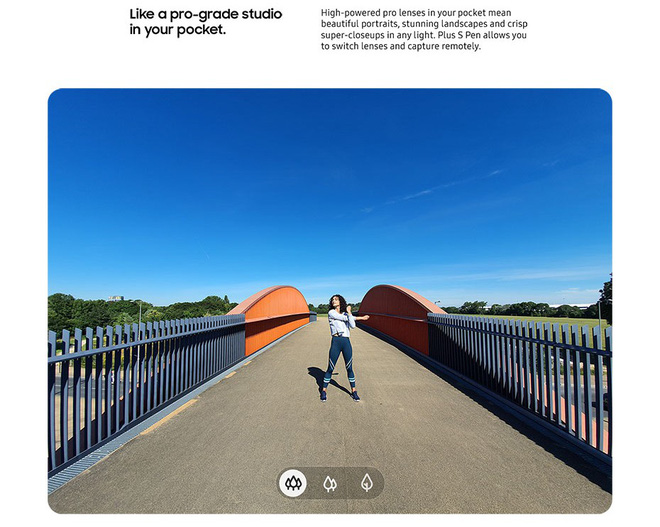 Like a pro-grade studio
in your pocket.
High-powered pro lenses in your pocket mean
beautiful portraits, stunning landscapes and crisp
super-closeups in any light. Plus S Pen allows you
to switch lenses and capture remotely.